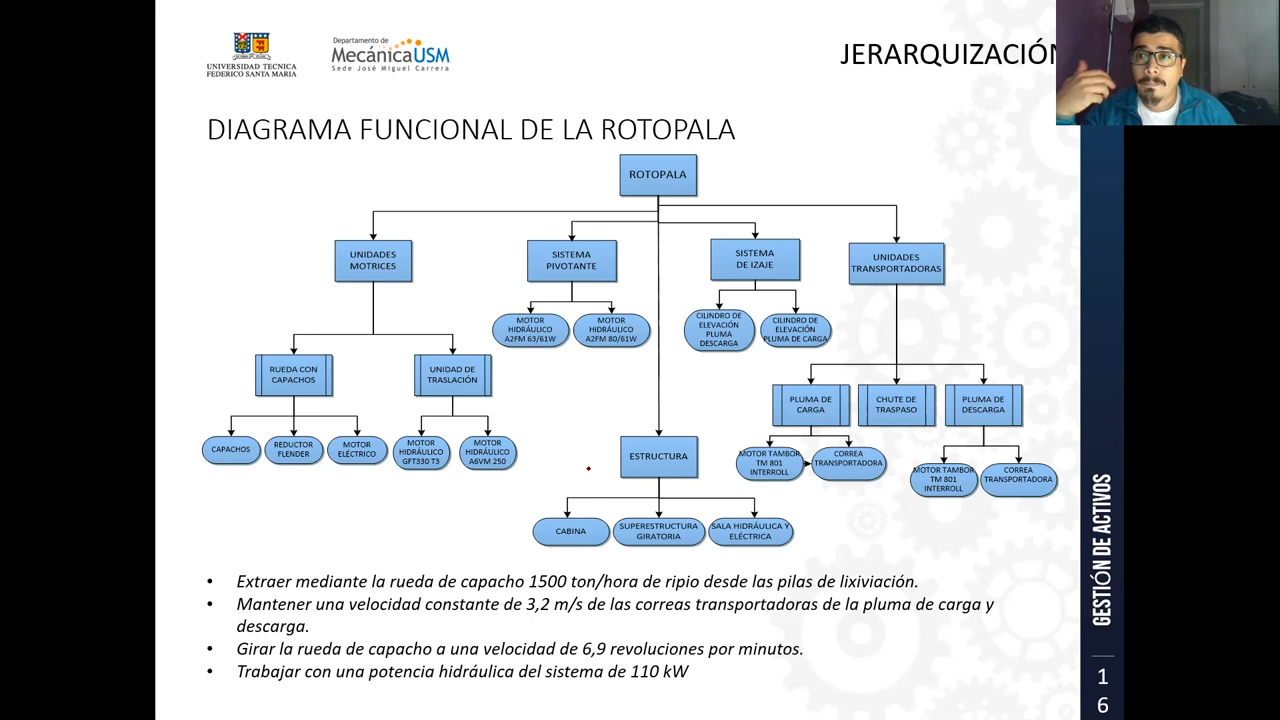 UNIVERSIDAD TECNICA
FEDERICO SANTA MARIA
Departamento de
MecánicaUSM
Sede José Miguel Carrera
JERARQUIZACIÓN
DIAGRAMA FUNCIONAL DE LA ROTOPALA
ROTOPALA
UNIDADES
MOTRICES
SISTEMA
PIVOTANTE
SISTEMA
DE IZAJE
UNIDADES
TRANSPORTADORAS
MOTOR
HIDRÁULICO
A2FM 63/61W
MOTOR
HIDRÁULICO
A2FM 80/61W
CILINDRO DE
ELEVACIÓN
PLUMA
DESCARGA
CILINDRO DE
ELEVACIÓN
PLUMA DE CARGA
RUEDA CON
CAPACHOS
UNIDAD DE
TRASLACIÓN
PLUMA DE
CARGA
CHUTE DE
TRASPASO
PLUMA DE
DESCARGA
CAPACHOS
REDUCTOR
FLENDER
MOTOR
ELÉCTRICO
MOTOR
HIDRÁULICO
GFT330 T3
MOTOR
HIDRÁULICO
A6VM 250
ESTRUCTURA
MOTOR TAMBOR
TM 801
INTERROLL
CORREA
TRANSPORTADORA
MOTOR TAMBOR
TM 801
INTERROLL
CORREA
TRANSPORTADORA
CABINA
SUPERESTRUCTURA
GIRATORIA
SALA HIDRÁULICA Y
ELÉCTRICA
• Extraer mediante la rueda de capacho 1500 ton/hora de ripio desde las pilas de lixiviación.
• Mantener una velocidad constante de 3,2 m/s de las correas transportadoras de la pluma de carga y
descarga.
• Girar la rueda de capacho a una velocidad de 6,9 revoluciones por minutos.
• Trabajar con una potencia hidráulica del sistema de 110 kW
GESTIÓN DE ACTIVOS
1
6